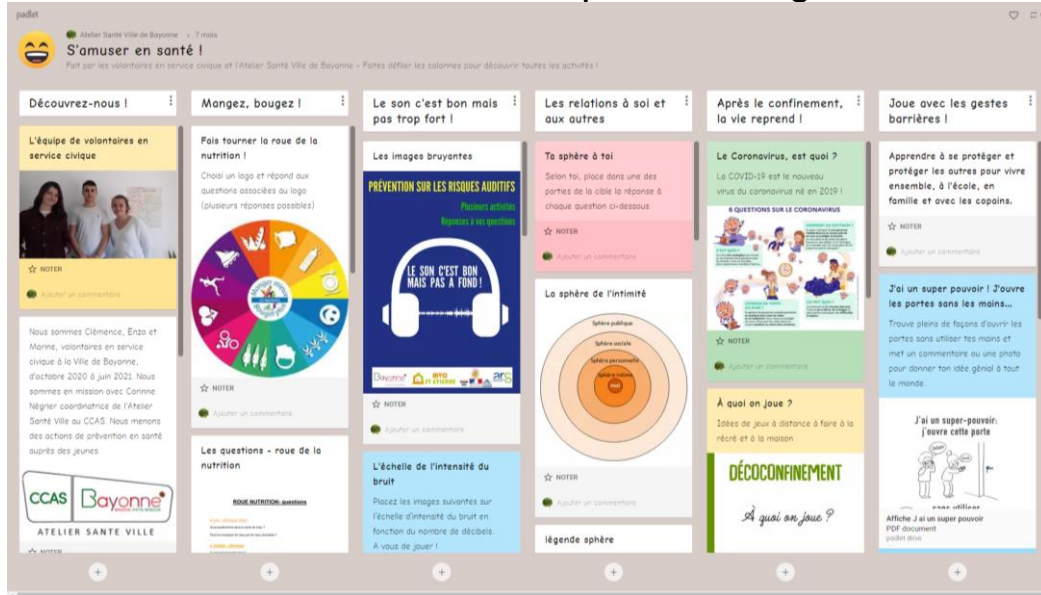 padlet
Atelier Santé Ville de Bayonne • 7 mois
S'amuser en santé !
Fait par les volontaires en service civique et l'Atelier Santé Ville de Bayonne - Faites défiler les colonnes pour découvrir toutes les activités !
Découvrez-nous !
L'équipe de volontaires en
service civique
NOTER
Ajouter un commentaire
Nous sommes Clémence, Enzo et
Marine, volontaires en service
civique à la Ville de Bayonne,
d'octobre 2020 à juin 2021. Nous
sommes en mission avec Corinne
Négrier coordinatrice de l'Atelier
Santé Ville au CCAS. Nous menons
des actions de prévention en santé
auprès des jeunes.
CCAS Bayonne
ATELIER SANTE VILLE
NOTER
Mangez, bougez !
Fais tourner la roue de la
nutrition !
Choisi un logo et répond aux
questions associées au logo
(plusieurs réponses possibles)
NOTER
Ajouter un commentaire
Les questions - roue de la
nutrition
ROUE NUTRITION- questions
Le son c'est bon mais
pas trop fort !
Les images bruyantes
PRÉVENTION SUR LES RISQUES AUDITIFS
Plusieurs activités
Réponses à vos questions
LE SON C'EST BON
MAIS PAS A FOND!
Bayonne
NOTER
Ajouter un commentaire
L'échelle de l'intensité du
bruit
Placez les images suivantes sur
l'échelle d'intensité du bruit en
fonction du nombre de décibels.
A vous de jouer !
Les relations à soi et
aux autres
Ta sphère à toi
Selon toi, place dans une des
parties de la cible la réponse à
chaque question ci-dessous
NOTER
Ajouter un commentaire
La sphère de l'intimité
Sphère publique
Sphère sociale
Sphère personnelle
Sphère intime
moi
NOTER
Ajouter un commentaire
légende sphère
Après le confinement,
la vie reprend !
Le Coronavirus, est quoi ?
La COVID-19 est le nouveau
virus du coronavirus né en 2019 !
6 QUESTIONS SUR LE CORONAVIRUS
NOTER
Ajouter un commentaire
À quoi on joue ?
Idées de jeux à distance à faire à la
récré et à la maison
DÉCOCONFINEMENT
À quoi on joue ?
Joue avec les gestes
barrières !
Apprendre à se protéger et
protéger les autres pour vivre
ensemble, à l'école, en
famille et avec les copains.
NOTER
Ajouter un commentaire
J'ai un super pouvoir ! J'ouvre
les portes sans les mains...
Trouve pleins de façons d'ouvrir les
portes sans utiliser tes mains et
met un commentaire ou une photo
pour donner ton idée génial à tout
le monde.
J'ai un super-pouvoir:
j'ouvre cette porte
sans utiliser
Affiche J ai un super pouvoir
PDF document
padlet drive